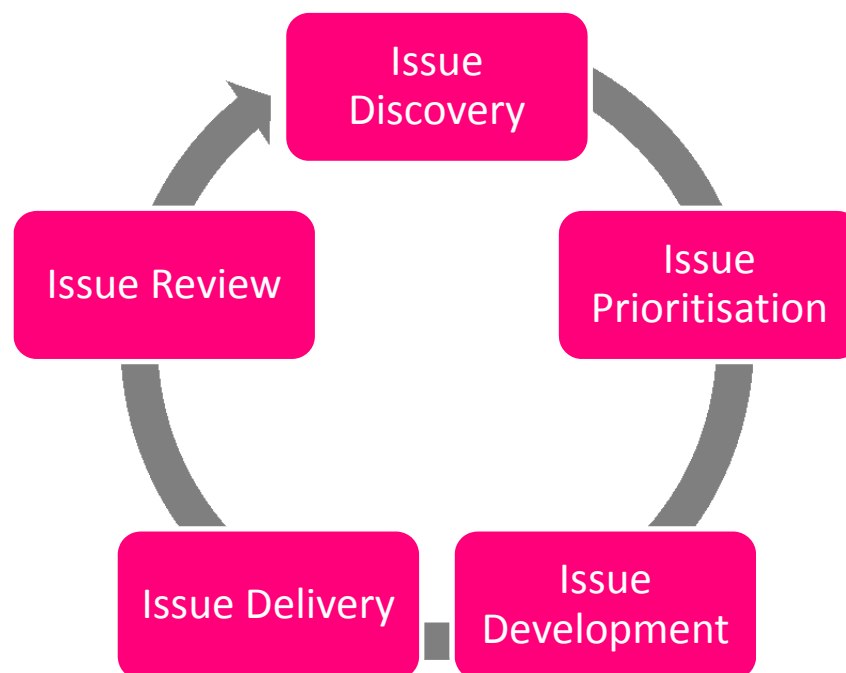 Issue
Discovery
Issue
Prioritisation
Issue
Development
Issue Delivery
Issue Review